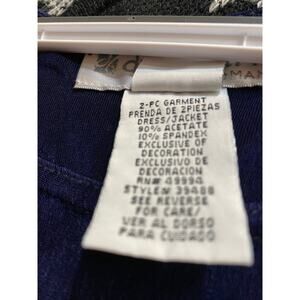 2-PC GARMENT
PRENDA DE 2PIEZAS
DRESS/JACKET
90% ACETATE
10% SPANDEX
EXCLUSIVE OF
DECORATION
EXCLUSIVO DE
DECORACION
RN# 49994
STYLE# 39488
SEE REVERSE
FOR CARE/
VER AL DORSO
PARA CUIDADO